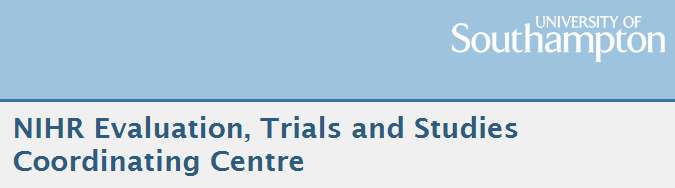 UNIVERSITY OF
Southampton
NIHR Evaluation, Trials and Studies
Coordinating Centre